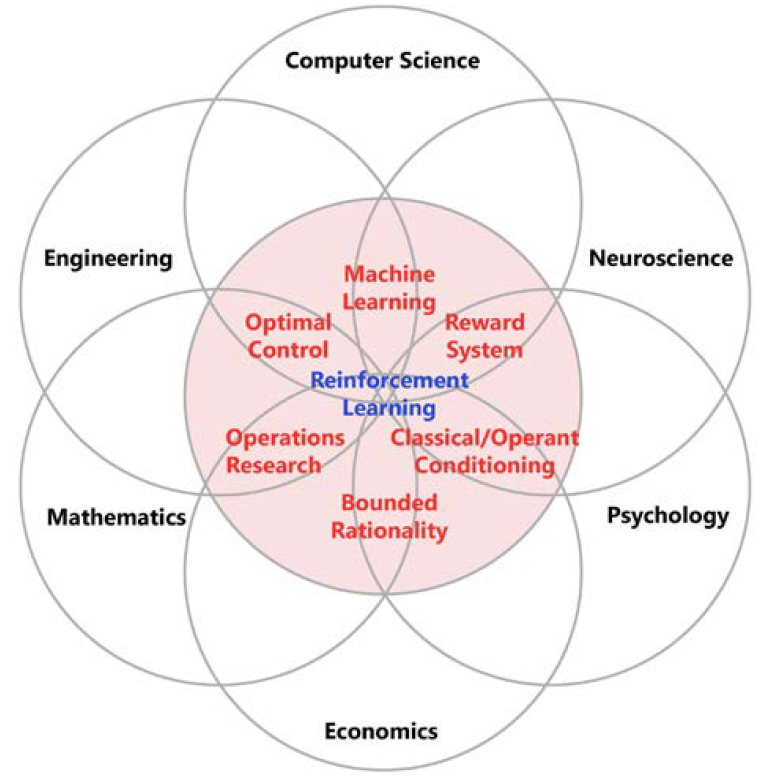 Computer Science
Engineering
Neuroscience
Machine
Learning
Optimal
Control
Reward
System
Reinforcement
Learning
Operations
Research
Classical/Operant
Conditioning
Bounded
Rationality
Mathematics
Psychology
Economics